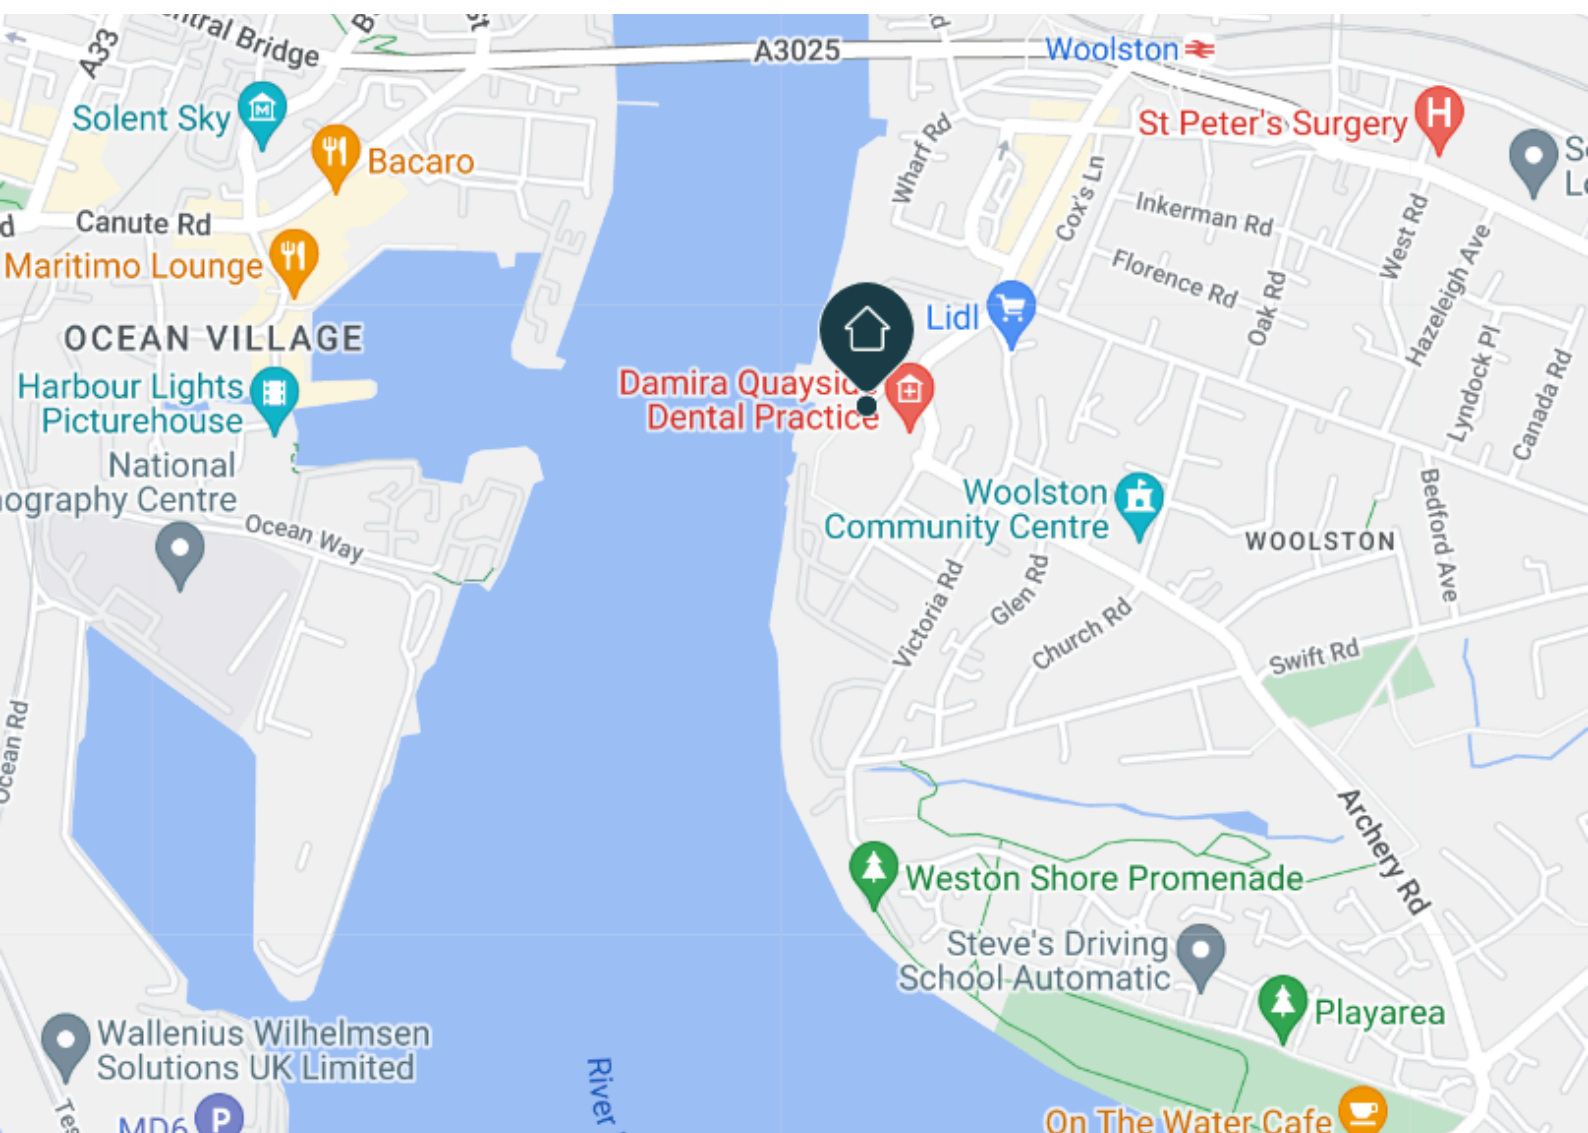 ntral Bridge
A33
St
A3025
Woolston
St Peter's Surgery
Solent Sky
Bacaro
Wharf Rd
Cox's Ln
Inkerman Rd
West Rd
Hazeleigh Ave
Canute Rd
Maritimo Lounge
Florence Rd
Oak Rd
Lidl
OCEAN VILLAGE
Lyndock Pl
Canada Rd
Harbour Lights
Picturehouse
Damira Quayside
Dental Practice
National
nography Centre
Ocean Way
Woolston
Community Centre
WOOLSTON
Bedford Ave
Victoria Rd
Glen Rd
Church Rd
Swift Rd
Ocean Rd
Archery Rd
Weston Shore Promenade
Steve's Driving
School-Automatic
Playarea
Wallenius Wilhelmsen
Solutions UK Limited
River
MD6
P
On The Water Cafe